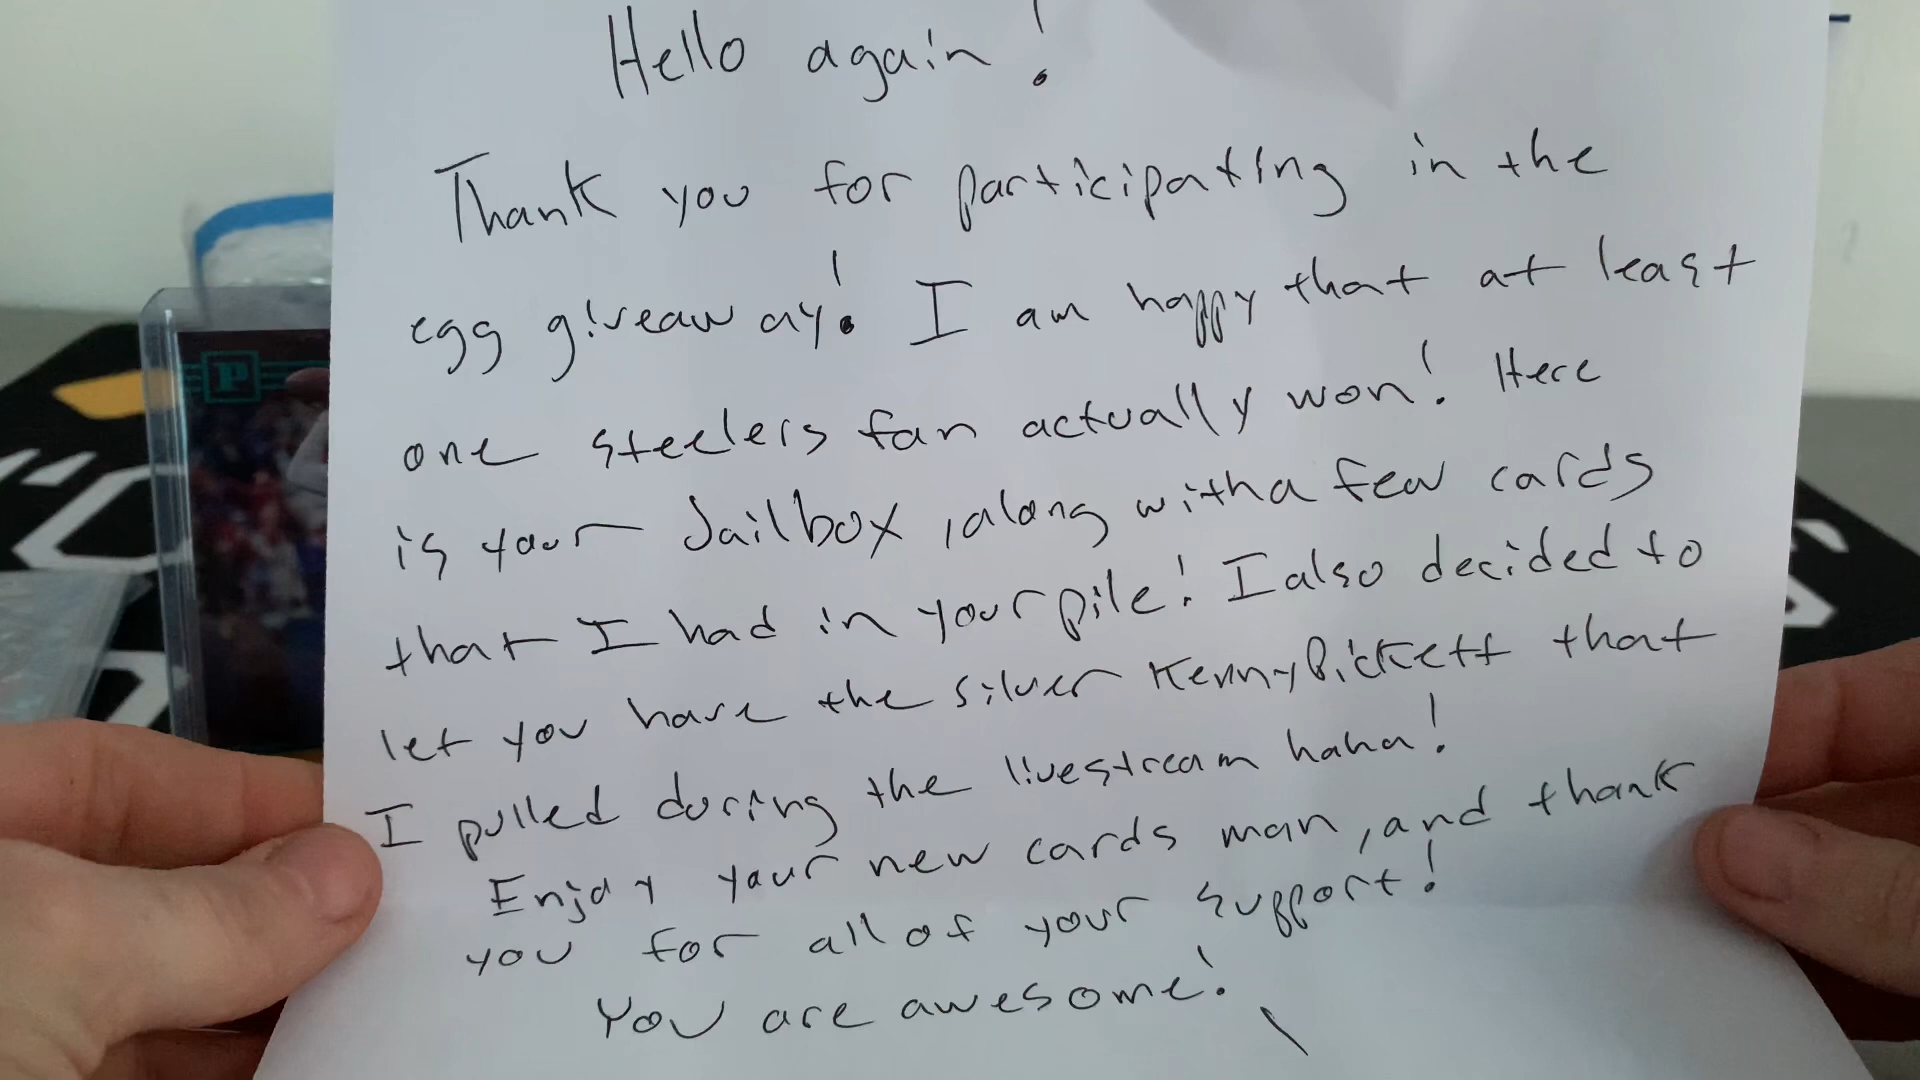 Hello again!
Thank you for participating in the
egg giveaway! I am happy that at least
one steelers fan actually won! Here
is your Jailbox, along with a few cards
that I had in your pile! I also decided to
let you have the silver Kenny Pickett that
I pulled during the livestream haha!
Enjoy your new cards man, and thank
you for all of your support!
You are awesome!
P